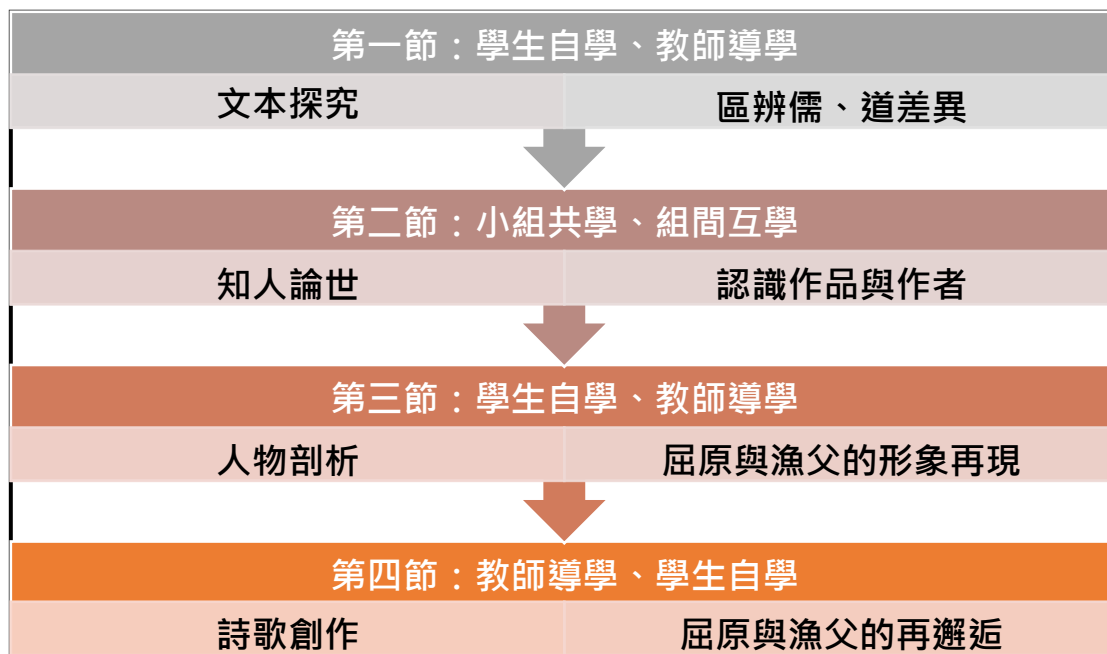 第一節：學生自學、教師導學
文本探究
區辨儒、道差異
第二節：小組共學、組間互學
知人論世
認識作品與作者
第三節：學生自學、教師導學
人物剖析
屈原與漁父的形象再現
第四節：教師導學、學生自學
詩歌創作
屈原與漁父的再邂逅